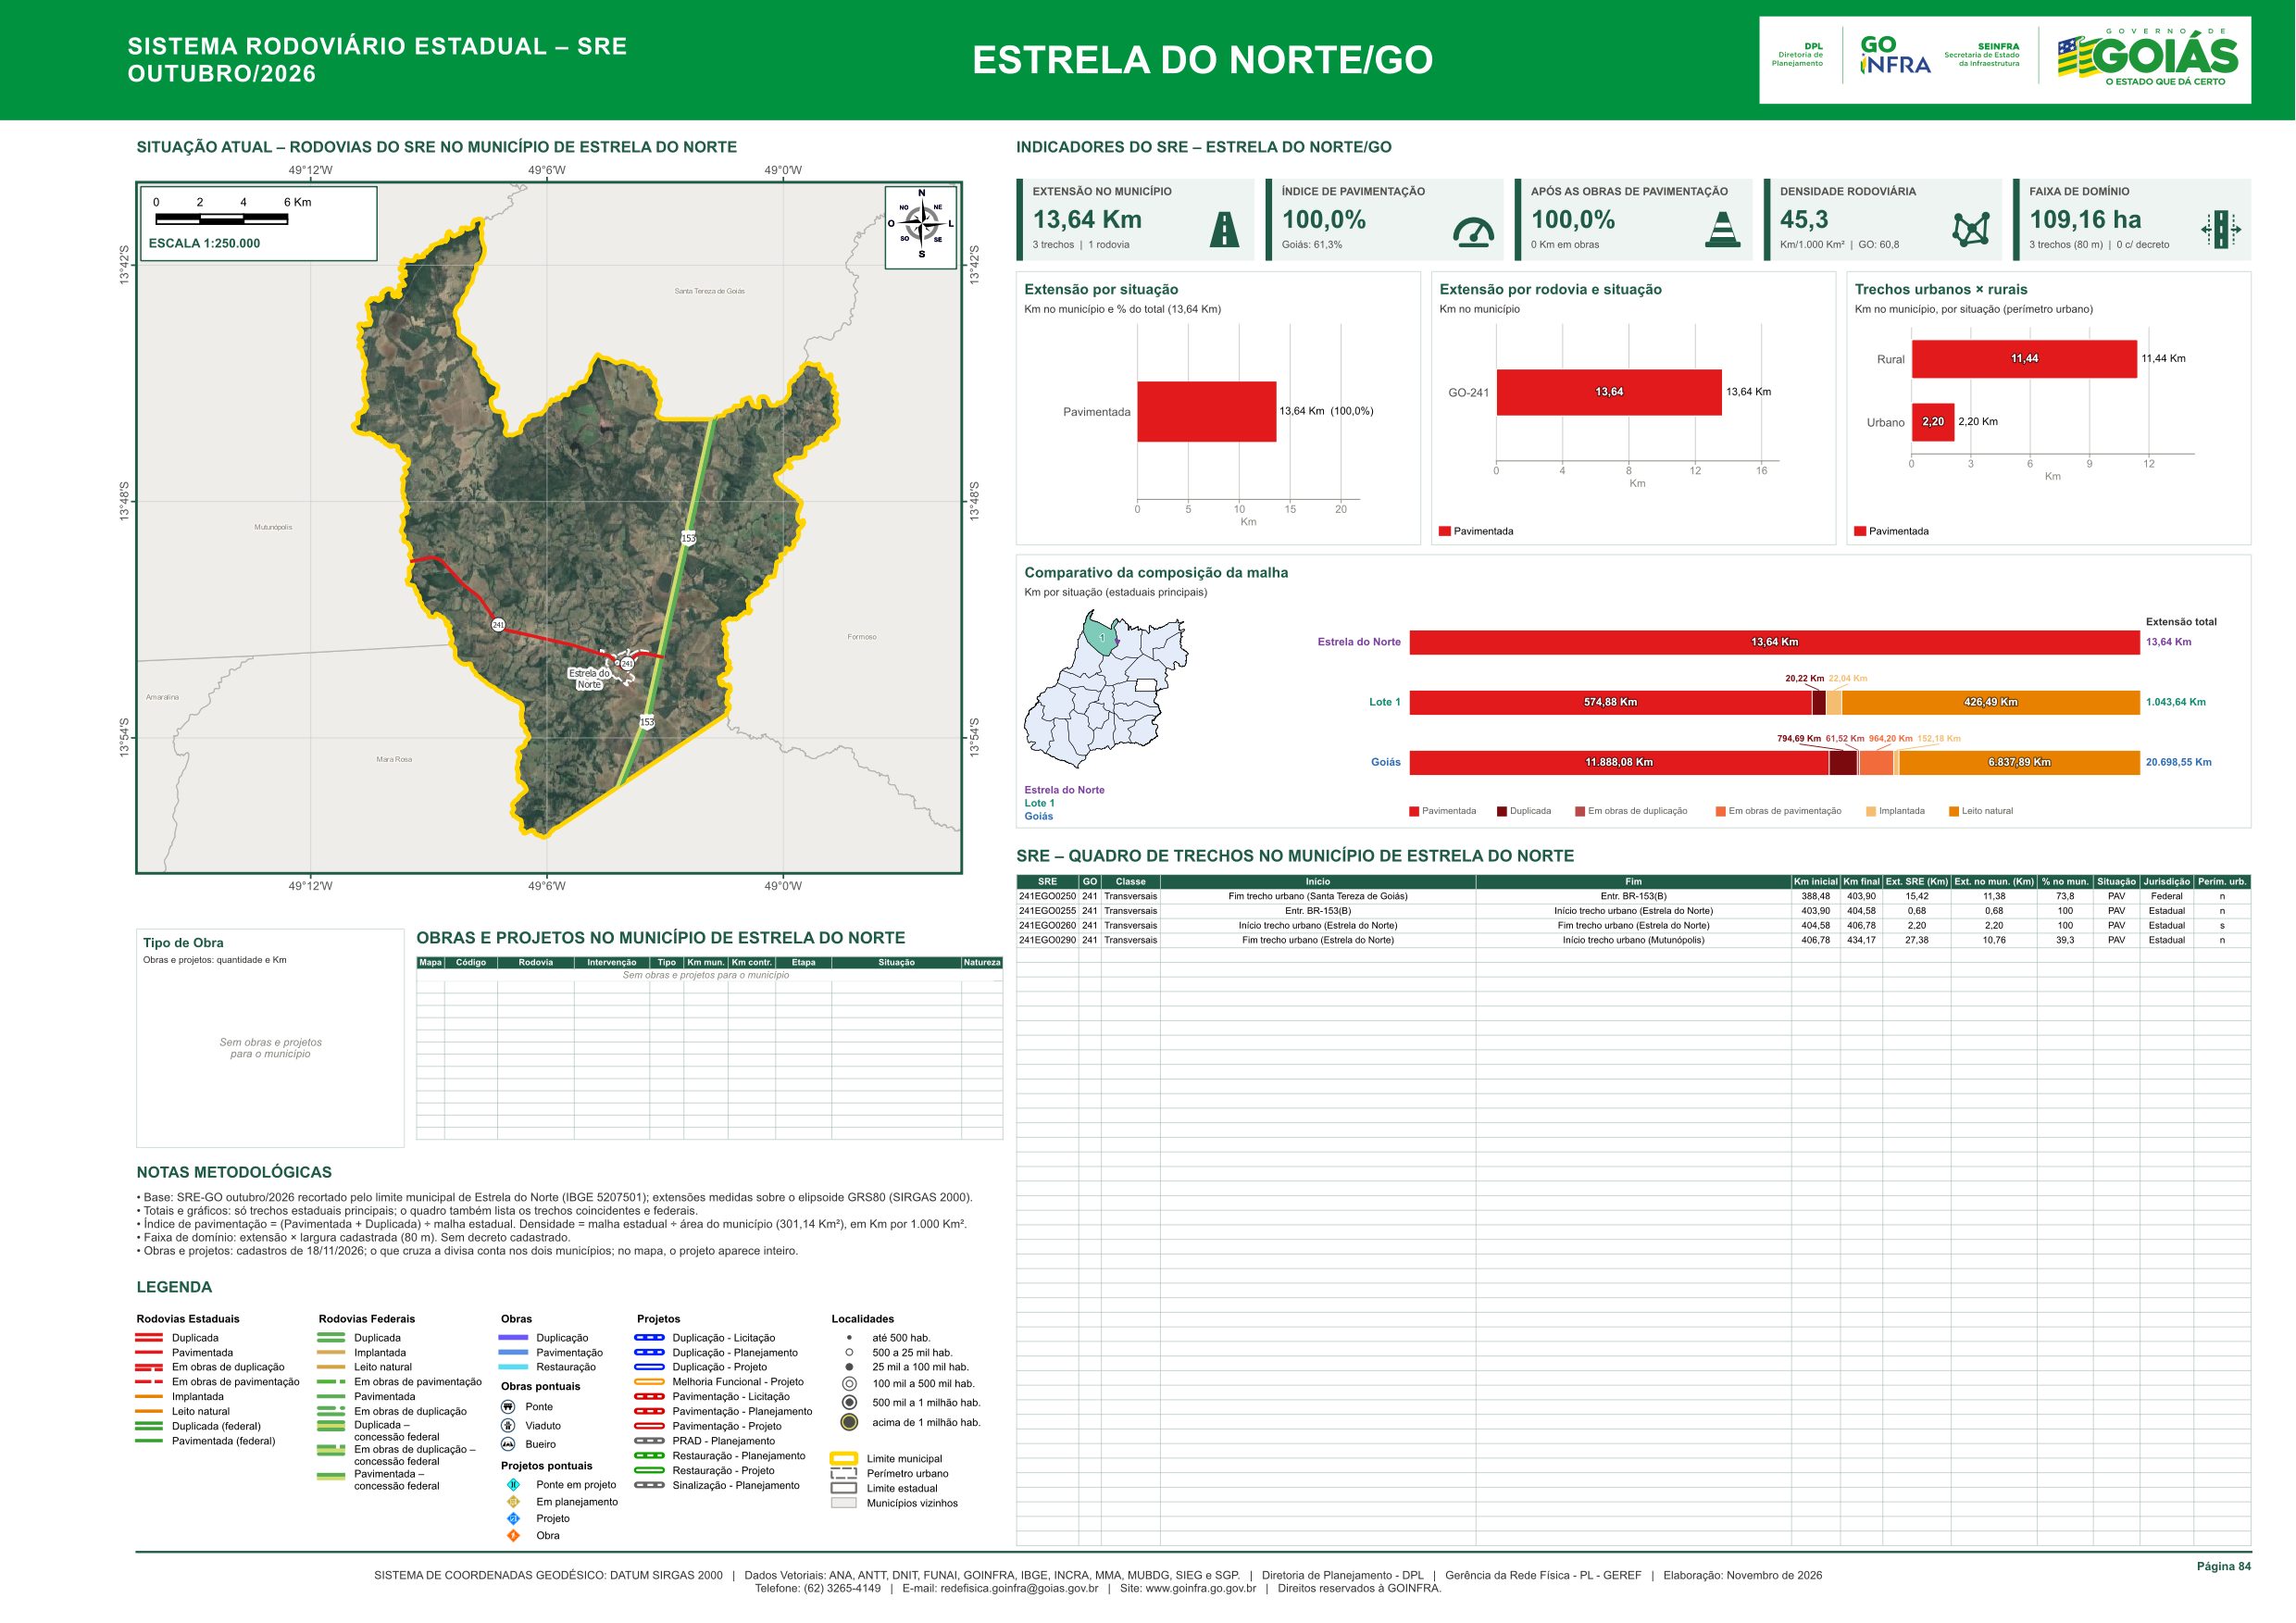 SISTEMA RODOVIÁRIO ESTADUAL – SRE
OUTUBRO/2026
ESTRELA DO NORTE/GO
DPL
Diretoria de
Planejamento
GO
iNFRA
SEINFRA
Secretaria de Estado
da Infraestrutura
GOVERNO DE
GOIÁS
O ESTADO QUE DÁ CERTO
SITUAÇÃO ATUAL – RODOVIAS DO SRE NO MUNICÍPIO DE ESTRELA DO NORTE
49°12'W 49°6'W 49°0'W
0 2 4 6 Km
ESCALA 1:250.000
N
NO NE
O L
SO SE
S
13°42'S 13°42'S
Santa Tereza de Goiás
13°48'S 13°48'S
Mutunópolis
153
241
Formoso
241
Estrela do
Norte
Amaralina
153
13°54'S 13°54'S
Mara Rosa
49°12'W 49°6'W 49°0'W
INDICADORES DO SRE – ESTRELA DO NORTE/GO
EXTENSÃO NO MUNICÍPIO
13,64 Km
3 trechos | 1 rodovia
ÍNDICE DE PAVIMENTAÇÃO
100,0%
Goiás: 61,3%
APÓS AS OBRAS DE PAVIMENTAÇÃO
100,0%
0 Km em obras
DENSIDADE RODOVIÁRIA
45,3
Km/1.000 Km² | GO: 60,8
FAIXA DE DOMÍNIO
109,16 ha
3 trechos (80 m) | 0 c/ decreto
Extensão por situação
Km no município e % do total (13,64 Km)
Pavimentada 13,64 Km (100,0%)
0 5 10 15 20
Km
Extensão por rodovia e situação
Km no município
GO-241 13,64 13,64 Km
0 4 8 12 16
Km
Pavimentada
Trechos urbanos × rurais
Km no município, por situação (perímetro urbano)
Rural 11,44 11,44 Km
Urbano 2,20 2,20 Km
0 3 6 9 12
Km
Pavimentada
Comparativo da composição da malha
Km por situação (estaduais principais)
1
Estrela do Norte
Lote 1
Goiás
Extensão total
Estrela do Norte 13,64 Km 13,64 Km
20,22 Km 22,04 Km
Lote 1 574,88 Km 426,49 Km 1.043,64 Km
794,69 Km 61,52 Km 964,20 Km 152,18 Km
Goiás 11.888,08 Km 6.837,89 Km 20.698,55 Km
Pavimentada Duplicada Em obras de duplicação Em obras de pavimentação Implantada Leito natural
SRE – QUADRO DE TRECHOS NO MUNICÍPIO DE ESTRELA DO NORTE
SRE GO Classe Início Fim Km inicial Km final Ext. SRE (Km) Ext. no mun. (Km) % no mun. Situação Jurisdição Perím. urb.
241EGO0250 241 Transversais Fim trecho urbano (Santa Tereza de Goiás) Entr. BR-153(B) 388,48 403,90 15,42 11,38 73,8 PAV Federal n
241EGO0255 241 Transversais Entr. BR-153(B) Início trecho urbano (Estrela do Norte) 403,90 404,58 0,68 0,68 100 PAV Estadual n
241EGO0260 241 Transversais Início trecho urbano (Estrela do Norte) Fim trecho urbano (Estrela do Norte) 404,58 406,78 2,20 2,20 100 PAV Estadual s
241EGO0290 241 Transversais Fim trecho urbano (Estrela do Norte) Início trecho urbano (Mutunópolis) 406,78 434,17 27,38 10,76 39,3 PAV Estadual n
Tipo de Obra
Obras e projetos: quantidade e Km
Sem obras e projetos
para o município
OBRAS E PROJETOS NO MUNICÍPIO DE ESTRELA DO NORTE
Mapa Código Rodovia Intervenção Tipo Km mun. Km contr. Etapa Situação Natureza
Sem obras e projetos para o município
NOTAS METODOLÓGICAS
• Base: SRE-GO outubro/2026 recortado pelo limite municipal de Estrela do Norte (IBGE 5207501); extensões medidas sobre o elipsoide GRS80 (SIRGAS 2000).
• Totais e gráficos: só trechos estaduais principais; o quadro também lista os trechos coincidentes e federais.
• Índice de pavimentação = (Pavimentada + Duplicada) ÷ malha estadual. Densidade = malha estadual ÷ área do município (301,14 Km²), em Km por 1.000 Km².
• Faixa de domínio: extensão × largura cadastrada (80 m). Sem decreto cadastrado.
• Obras e projetos: cadastros de 18/11/2026; o que cruza a divisa conta nos dois municípios; no mapa, o projeto aparece inteiro.
LEGENDA
Rodovias Estaduais
Duplicada
Pavimentada
Em obras de duplicação
Em obras de pavimentação
Implantada
Leito natural
Duplicada (federal)
Pavimentada (federal)
Rodovias Federais
Duplicada
Implantada
Leito natural
Em obras de pavimentação
Pavimentada
Em obras de duplicação
Duplicada –
concessão federal
Em obras de duplicação –
concessão federal
Pavimentada –
concessão federal
Obras
Duplicação
Pavimentação
Restauração
Obras pontuais
Ponte
Viaduto
Bueiro
Projetos pontuais
Ponte em projeto
Em planejamento
Projeto
Obra
Projetos
Duplicação - Licitação
Duplicação - Planejamento
Duplicação - Projeto
Melhoria Funcional - Projeto
Pavimentação - Licitação
Pavimentação - Planejamento
Pavimentação - Projeto
PRAD - Planejamento
Restauração - Planejamento
Restauração - Projeto
Sinalização - Planejamento
Localidades
até 500 hab.
500 a 25 mil hab.
25 mil a 100 mil hab.
100 mil a 500 mil hab.
500 mil a 1 milhão hab.
acima de 1 milhão hab.
Limite municipal
Perímetro urbano
Limite estadual
Municípios vizinhos
Página 84
SISTEMA DE COORDENADAS GEODÉSICO: DATUM SIRGAS 2000 | Dados Vetoriais: ANA, ANTT, DNIT, FUNAI, GOINFRA, IBGE, INCRA, MMA, MUBDG, SIEG e SGP. | Diretoria de Planejamento - DPL | Gerência da Rede Física - PL - GEREF | Elaboração: Novembro de 2026
Telefone: (62) 3265-4149 | E-mail: redefisica.goinfra@goias.gov.br | Site: www.goinfra.go.gov.br | Direitos reservados à GOINFRA.